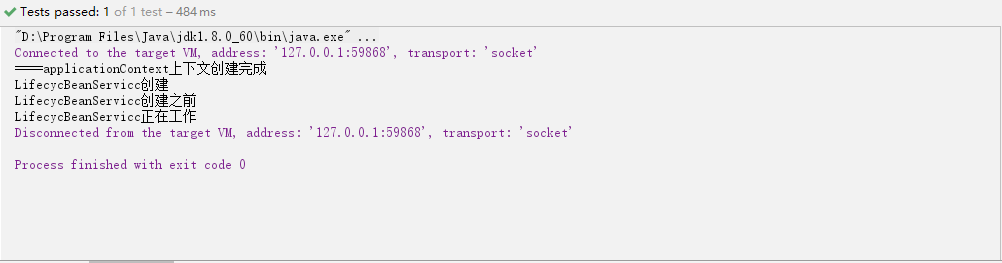 Tests passed: 1 of 1 test – 484 ms
"D:\Program Files\Java\jdk1.8.0_60\bin\java.exe" ...
Connected to the target VM, address: '127.0.0.1:59868', transport: 'socket'
====applicationContext上下文创建完成
LifecycBeanServicc创建
LifecycBeanServicc创建之前
LifecycBeanServicc正在工作
Disconnected from the target VM, address: '127.0.0.1:59868', transport: 'socket'
Process finished with exit code 0